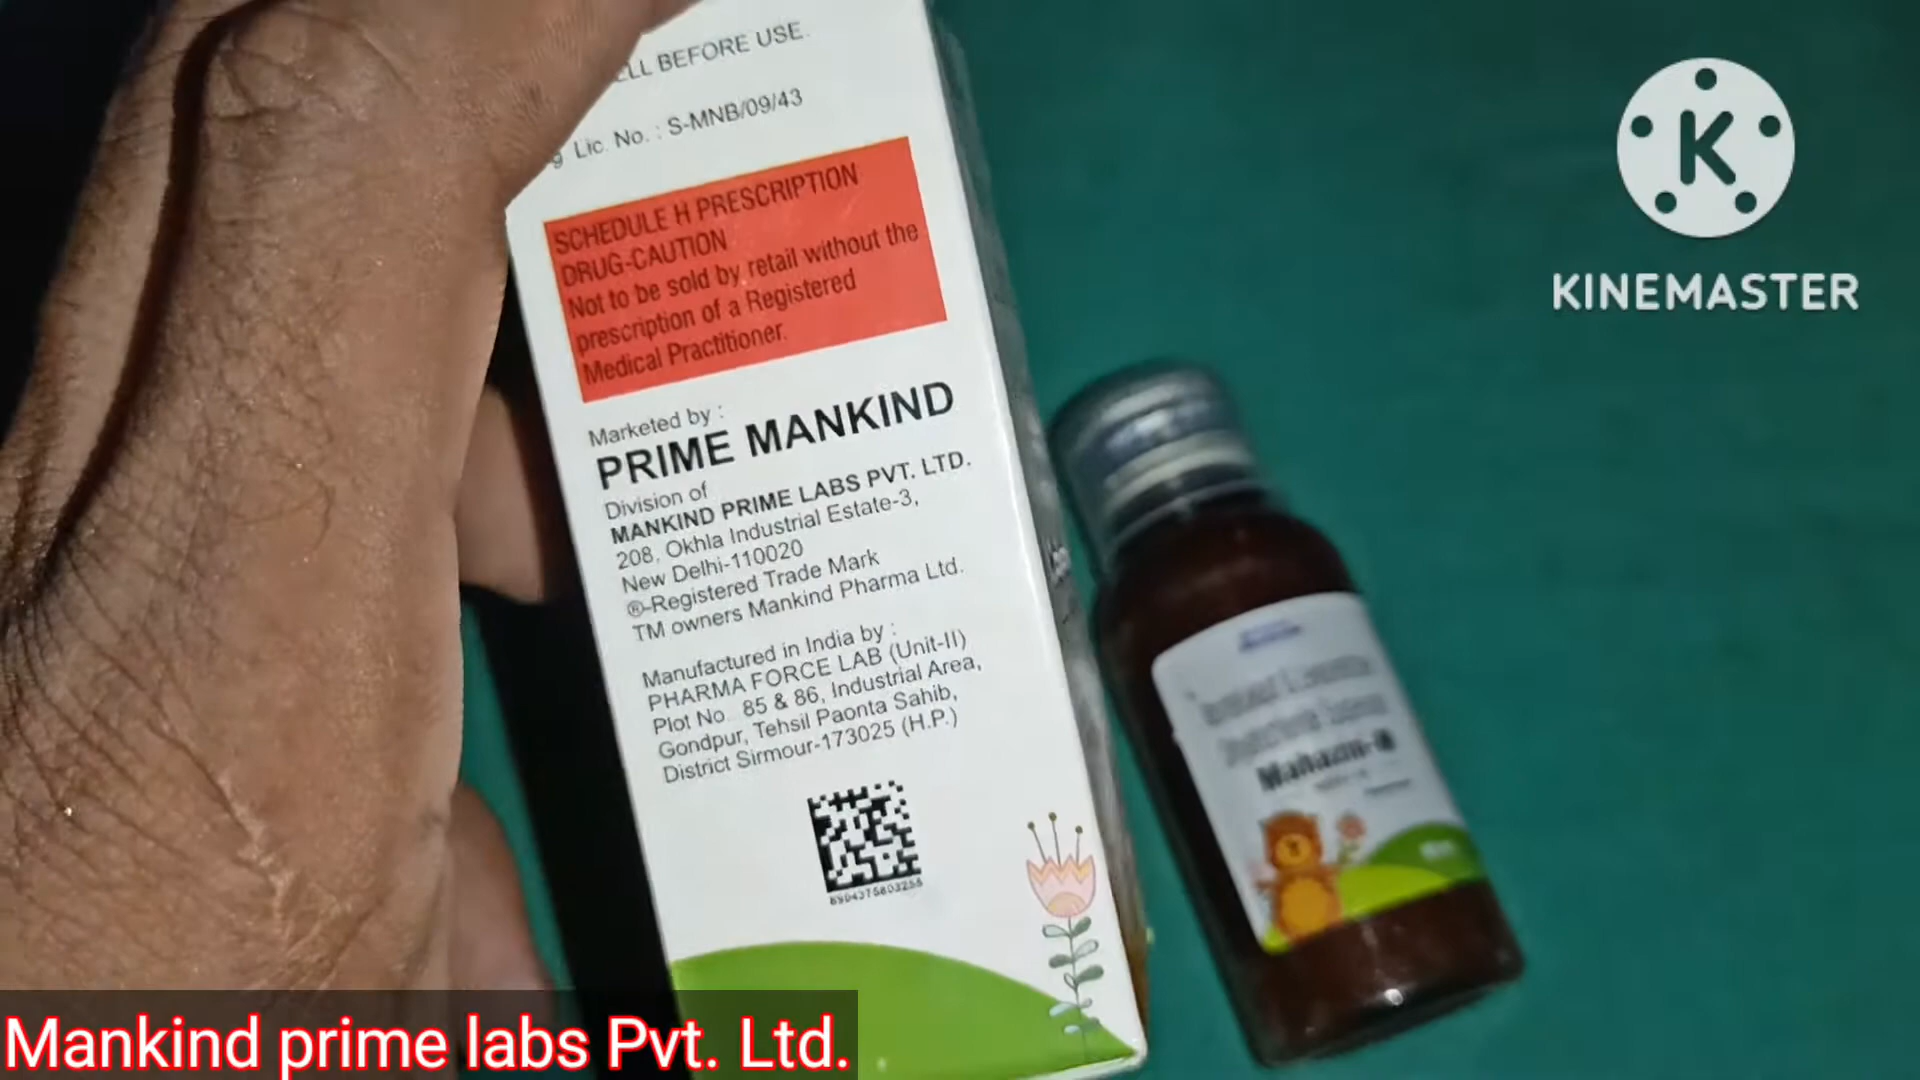 ELL BEFORE USE.
g Lic. No. : S-MNB/09/43
SCHEDULE H PRESCRIPTION
DRUG-CAUTION
Not to be sold by retail without the
prescription of a Registered
Medical Practitioner.
Marketed by :
PRIME MANKIND
Division of
MANKIND PRIME LABS PVT. LTD.
208, Okhla Industrial Estate-3,
New Delhi-110020
®-Registered Trade Mark
TM owners Mankind Pharma Ltd.
Manufactured in India by :
PHARMA FORCE LAB (Unit-II)
Plot No. 85 & 86, Industrial Area,
Gondpur, Tehsil Paonta Sahib,
District Sirmour-173025 (H.P.)
K
KINEMASTER
Mankind prime labs Pvt. Ltd.